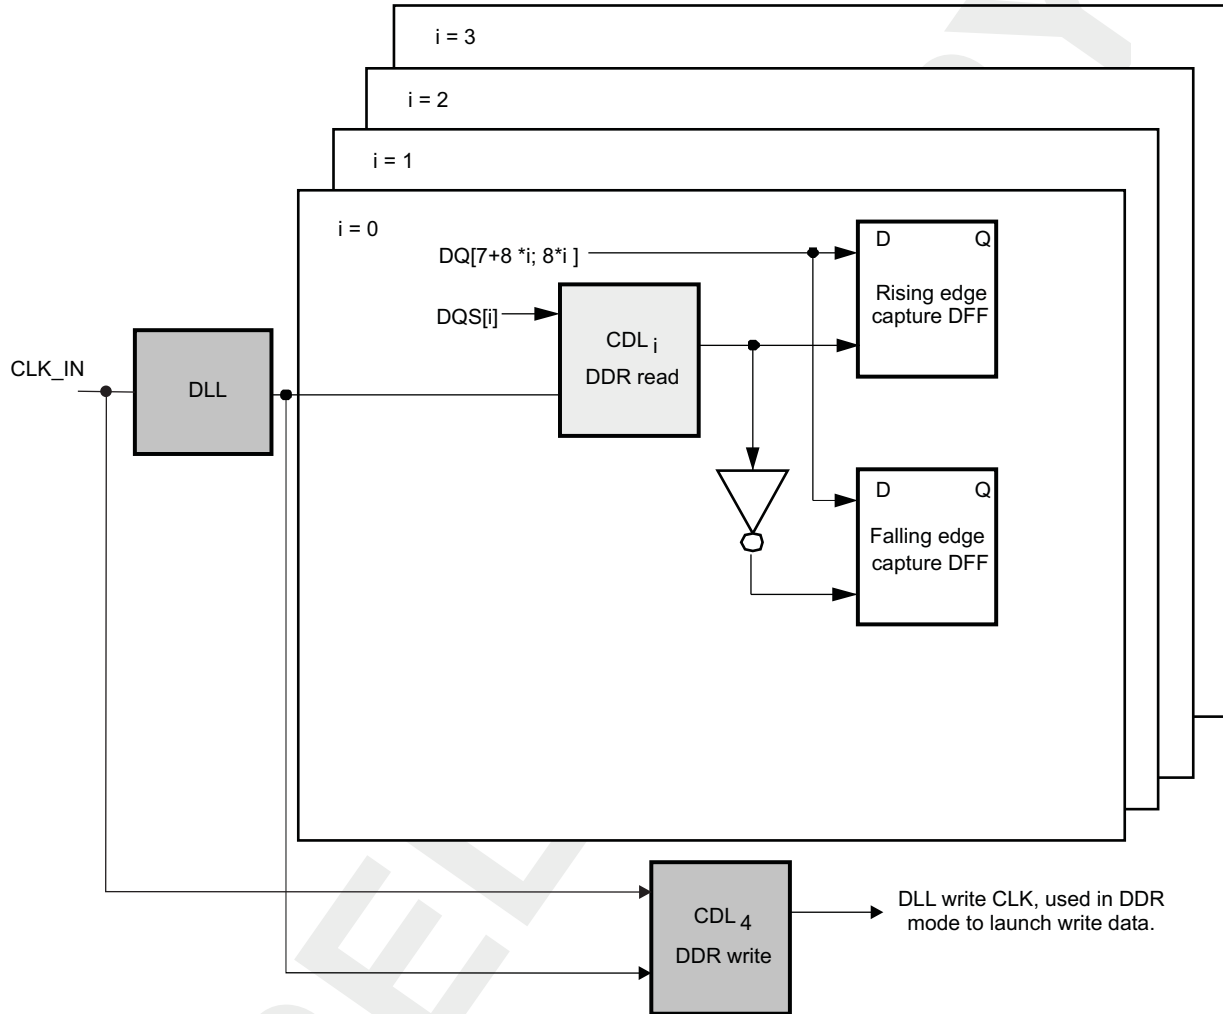 i = 3
i = 2
i = 1
i = 0
DQ[7+8 *i; 8*i ]
D Q
Rising edge
capture DFF
DQS[i]
CDL i
DDR read
CLK_IN
DLL
D Q
Falling edge
capture DFF
CDL 4
DDR write
DLL write CLK, used in DDR
mode to launch write data.